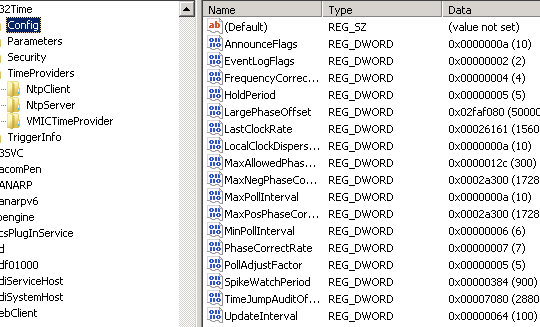 32Time
Config
Parameters
Security
TimeProviders
NtpClient
NtpServer
VMICTimeProvider
TriggerInfo
3SVC
acomPen
ANARP
anarpv6
engine
csPlugInService
d
df01000
diServiceHost
diSystemHost
ebClient
Name Type Data
(Default) REG_SZ (value not set)
AnnounceFlags REG_DWORD 0x0000000a (10)
EventLogFlags REG_DWORD 0x00000002 (2)
FrequencyCorrec... REG_DWORD 0x00000004 (4)
HoldPeriod REG_DWORD 0x00000005 (5)
LargePhaseOffset REG_DWORD 0x02faf080 (50000
LastClockRate REG_DWORD 0x00026161 (1560
LocalClockDispers... REG_DWORD 0x0000000a (10)
MaxAllowedPhas... REG_DWORD 0x0000012c (300)
MaxNegPhaseCo... REG_DWORD 0x0002a300 (1728
MaxPollInterval REG_DWORD 0x0000000a (10)
MaxPosPhaseCor... REG_DWORD 0x0002a300 (1728
MinPollInterval REG_DWORD 0x00000006 (6)
PhaseCorrectRate REG_DWORD 0x00000007 (7)
PollAdjustFactor REG_DWORD 0x00000005 (5)
SpikeWatchPeriod REG_DWORD 0x00000384 (900)
TimeJumpAuditOf... REG_DWORD 0x00007080 (2880
UpdateInterval REG_DWORD 0x00000064 (100)